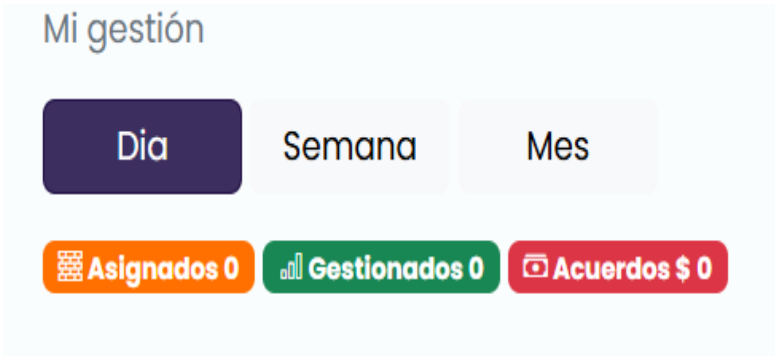 Mi gestión
Dia Semana Mes
Asignados 0 Gestionados 0 Acuerdos $ 0